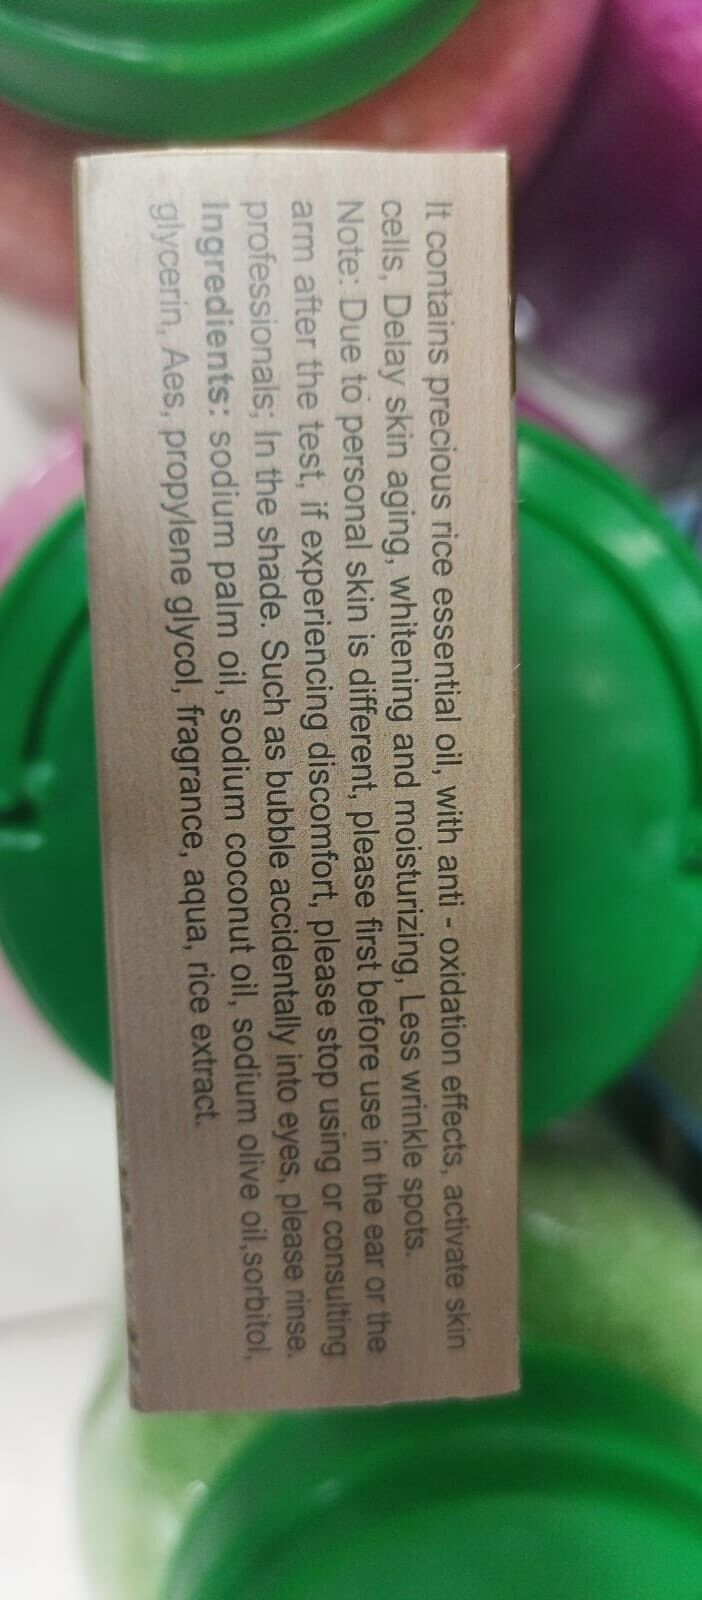 It contains precious rice essential oil, with anti - oxidation effects, activate skin
cells, Delay skin aging, whitening and moisturizing, Less wrinkle spots.
Note: Due to personal skin is different, please first before use in the ear or the
arm after the test, if experiencing discomfort, please stop using or consulting
professionals; In the shade. Such as bubble accidentally into eyes, please rinse.
Ingredients: sodium palm oil, sodium coconut oil, sodium olive oil,sorbitol,
glycerin, Aes, propylene glycol, fragrance, aqua, rice extract.